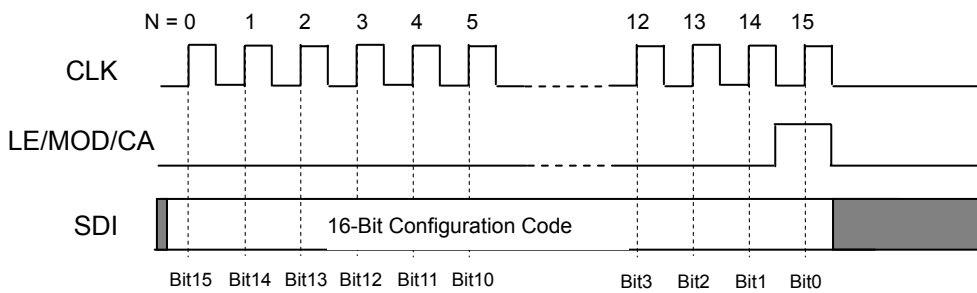 N = 0 1 2 3 4 5 12 13 14 15
CLK
LE/MOD/CA
SDI 16-Bit Configuration Code
Bit15 Bit14 Bit13 Bit12 Bit11 Bit10 Bit3 Bit2 Bit1 Bit0